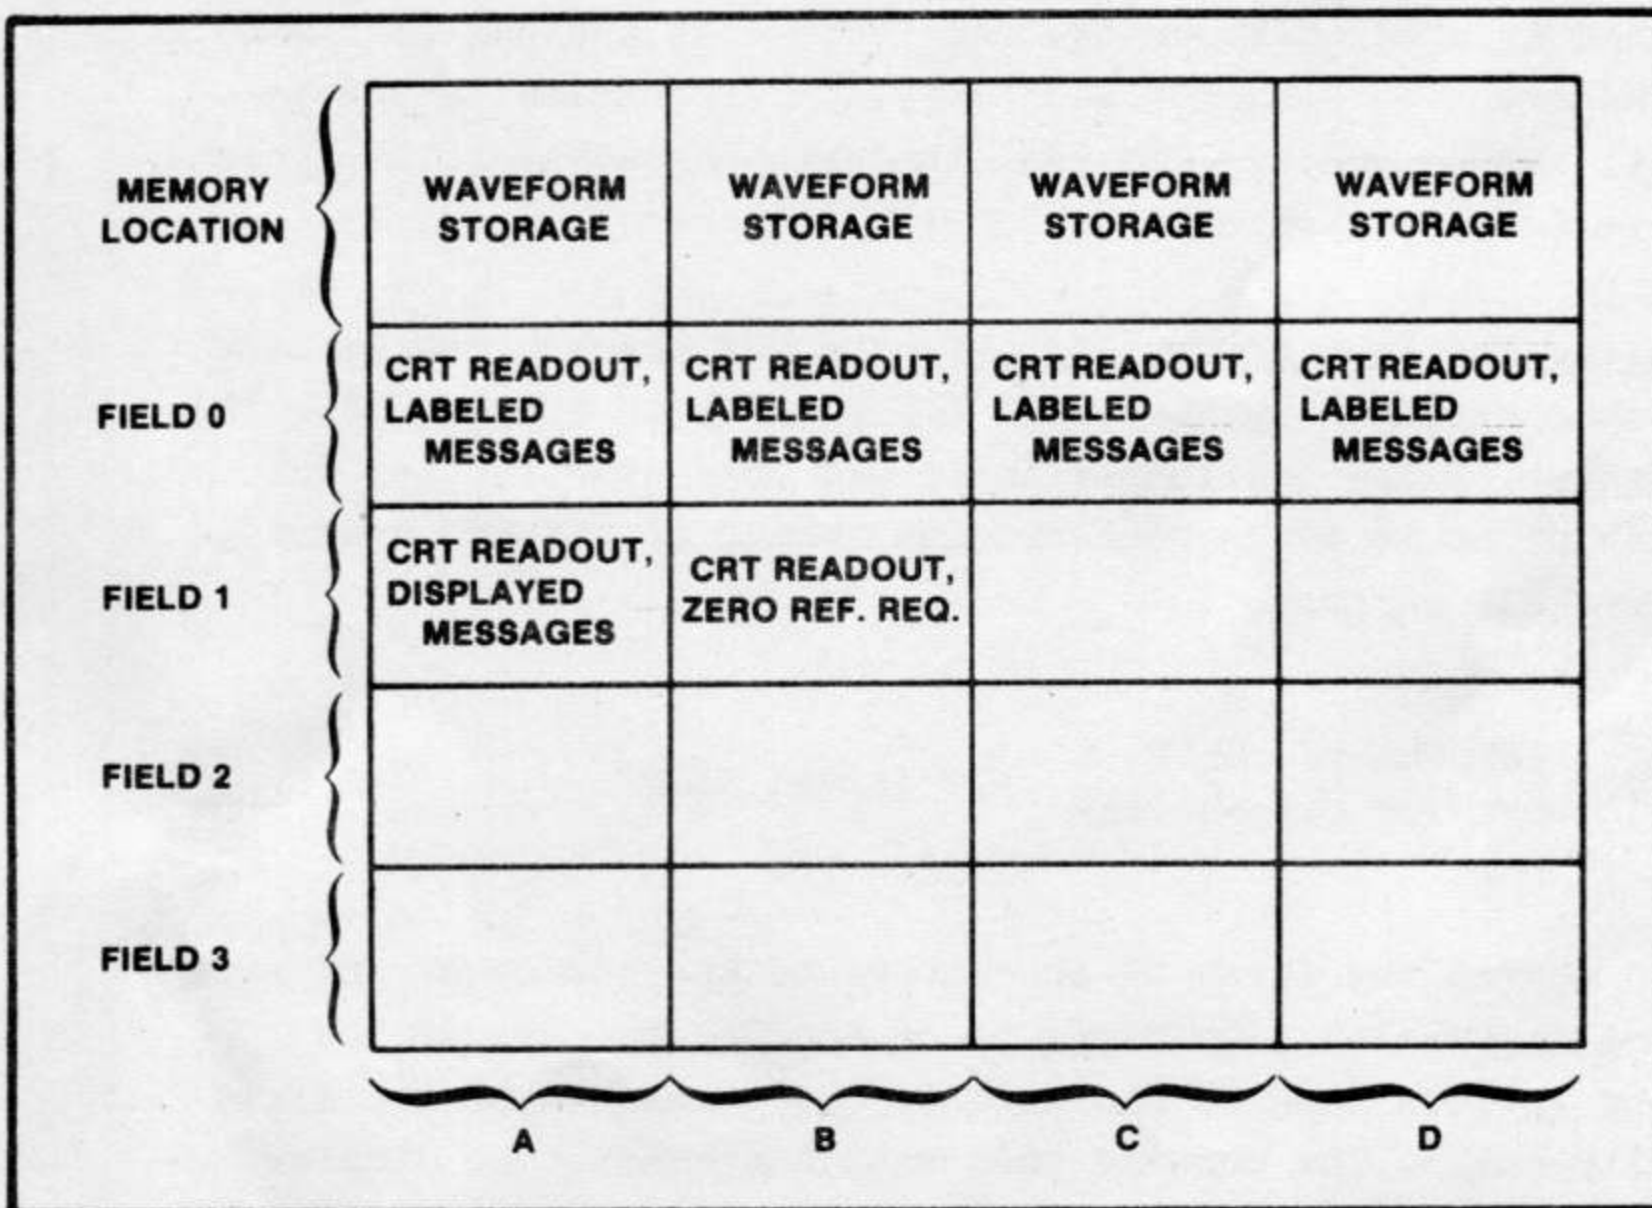 MEMORY
LOCATION
WAVEFORM
STORAGE
WAVEFORM
STORAGE
WAVEFORM
STORAGE
WAVEFORM
STORAGE
FIELD 0
CRT READOUT,
LABELED
MESSAGES
CRT READOUT,
LABELED
MESSAGES
CRT READOUT,
LABELED
MESSAGES
CRT READOUT,
LABELED
MESSAGES
FIELD 1
CRT READOUT,
DISPLAYED
MESSAGES
CRT READOUT,
ZERO REF. REQ.
FIELD 2
FIELD 3
A
B
C
D